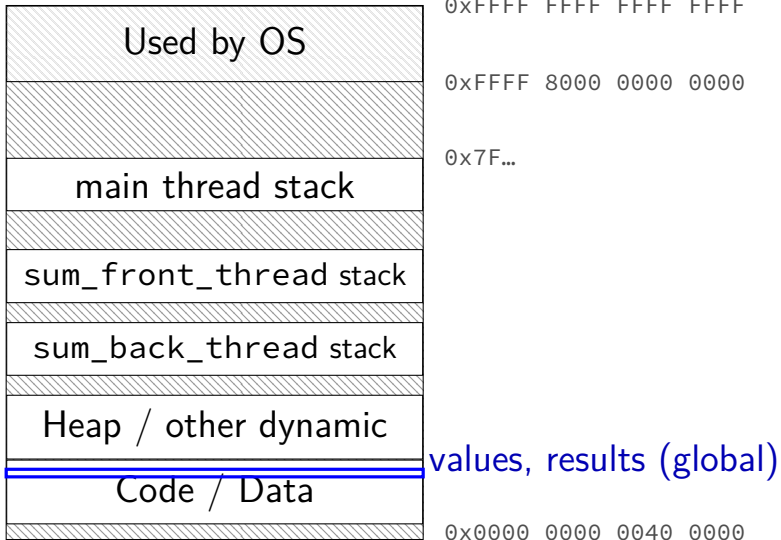 0xFFFF FFFF FFFF FFFF
Used by OS
0xFFFF 8000 0000 0000
0x7F…
main thread stack
sum_front_thread stack
sum_back_thread stack
Heap / other dynamic
values, results (global)
Code / Data
0x0000 0000 0040 0000